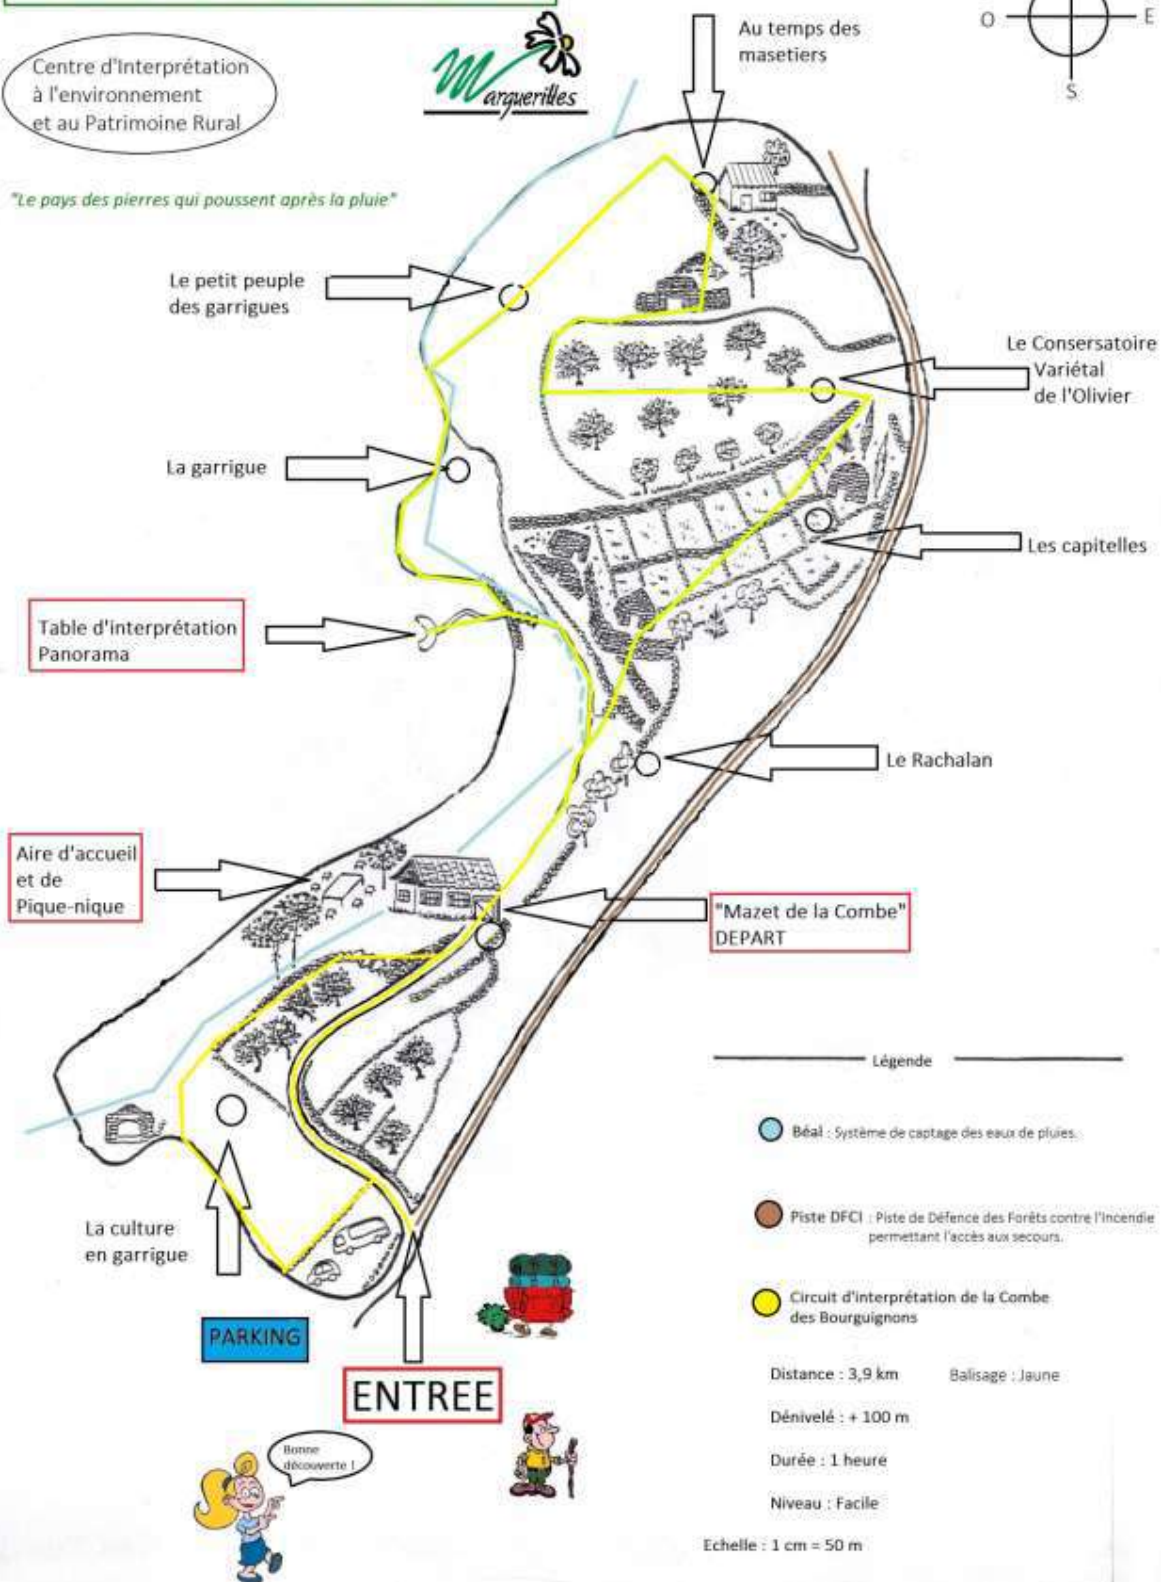 O
E
S
Centre d'Interprétation
à l'environnement
et au Patrimoine Rural
Marguerittes
Au temps des
masetiers
"Le pays des pierres qui poussent après la pluie"
Le petit peuple
des garrigues
Le Consersatoire
Variétal
de l'Olivier
La garrigue
Les capitelles
Table d'interprétation
Panorama
Le Rachalan
Aire d'accueil
et de
Pique-nique
"Mazet de la Combe"
DEPART
Légende
Béal : Système de captage des eaux de pluies.
Piste DFCI : Piste de Défence des Forêts contre l'Incendie
permettant l'accès aux secours.
La culture
en garrigue
Circuit d'interprétation de la Combe
des Bourguignons
PARKING
ENTREE
Distance : 3,9 km Balisage : Jaune
Dénivelé : + 100 m
Bonne
découverte !
Durée : 1 heure
Niveau : Facile
Echelle : 1 cm = 50 m